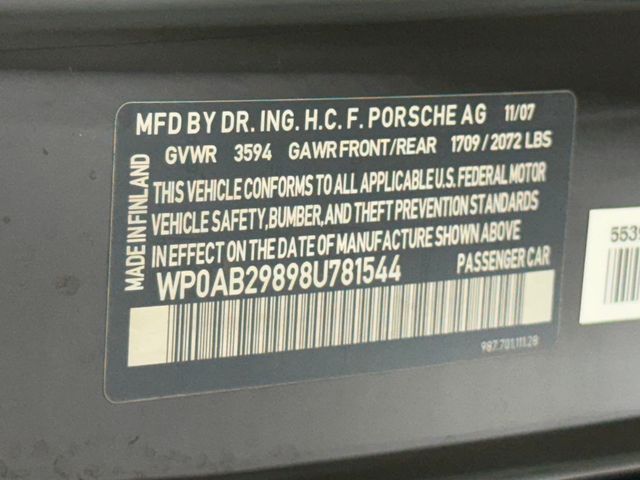 MFD BY DR. ING. H.C. F. PORSCHE AG 11/07
GVWR 3594 GAWR FRONT/REAR 1709 / 2072 LBS
THIS VEHICLE CONFORMS TO ALL APPLICABLE U.S. FEDERAL MOTOR
VEHICLE SAFETY, BUMBER, AND THEFT PREVENTION STANDARDS
IN EFFECT ON THE DATE OF MANUFACTURE SHOWN ABOVE
WP0AB29898U781544 PASSENGER CAR
987.701.111.28
MADE IN FINLAND